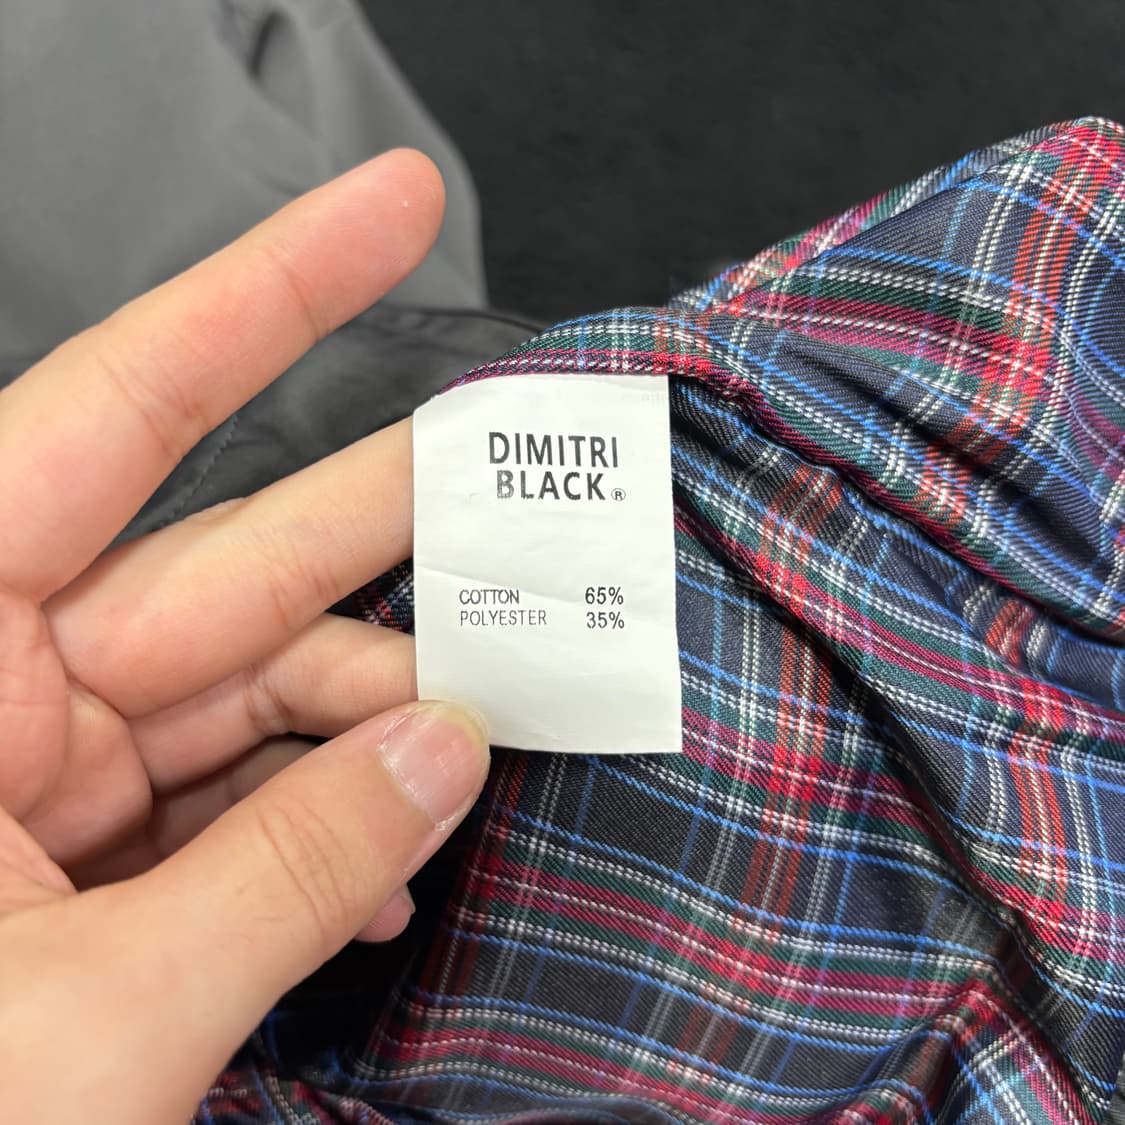 DIMITRI
BLACK®
COTTON 65%
POLYESTER 35%